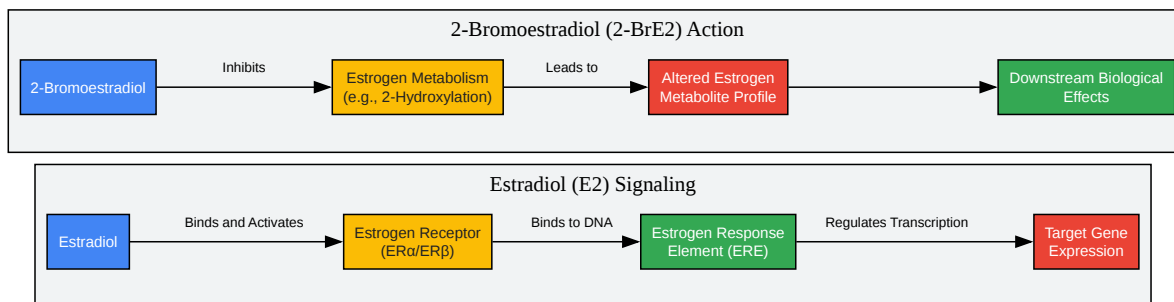 2-Bromoestradiol (2-BrE2) Action
2-Bromoestradiol
Inhibits
Estrogen Metabolism
(e.g., 2-Hydroxylation)
Leads to
Altered Estrogen
Metabolite Profile
Downstream Biological
Effects
Estradiol (E2) Signaling
Estradiol
Binds and Activates
Estrogen Receptor
(ERα/ERβ)
Binds to DNA
Estrogen Response
Element (ERE)
Regulates Transcription
Target Gene
Expression